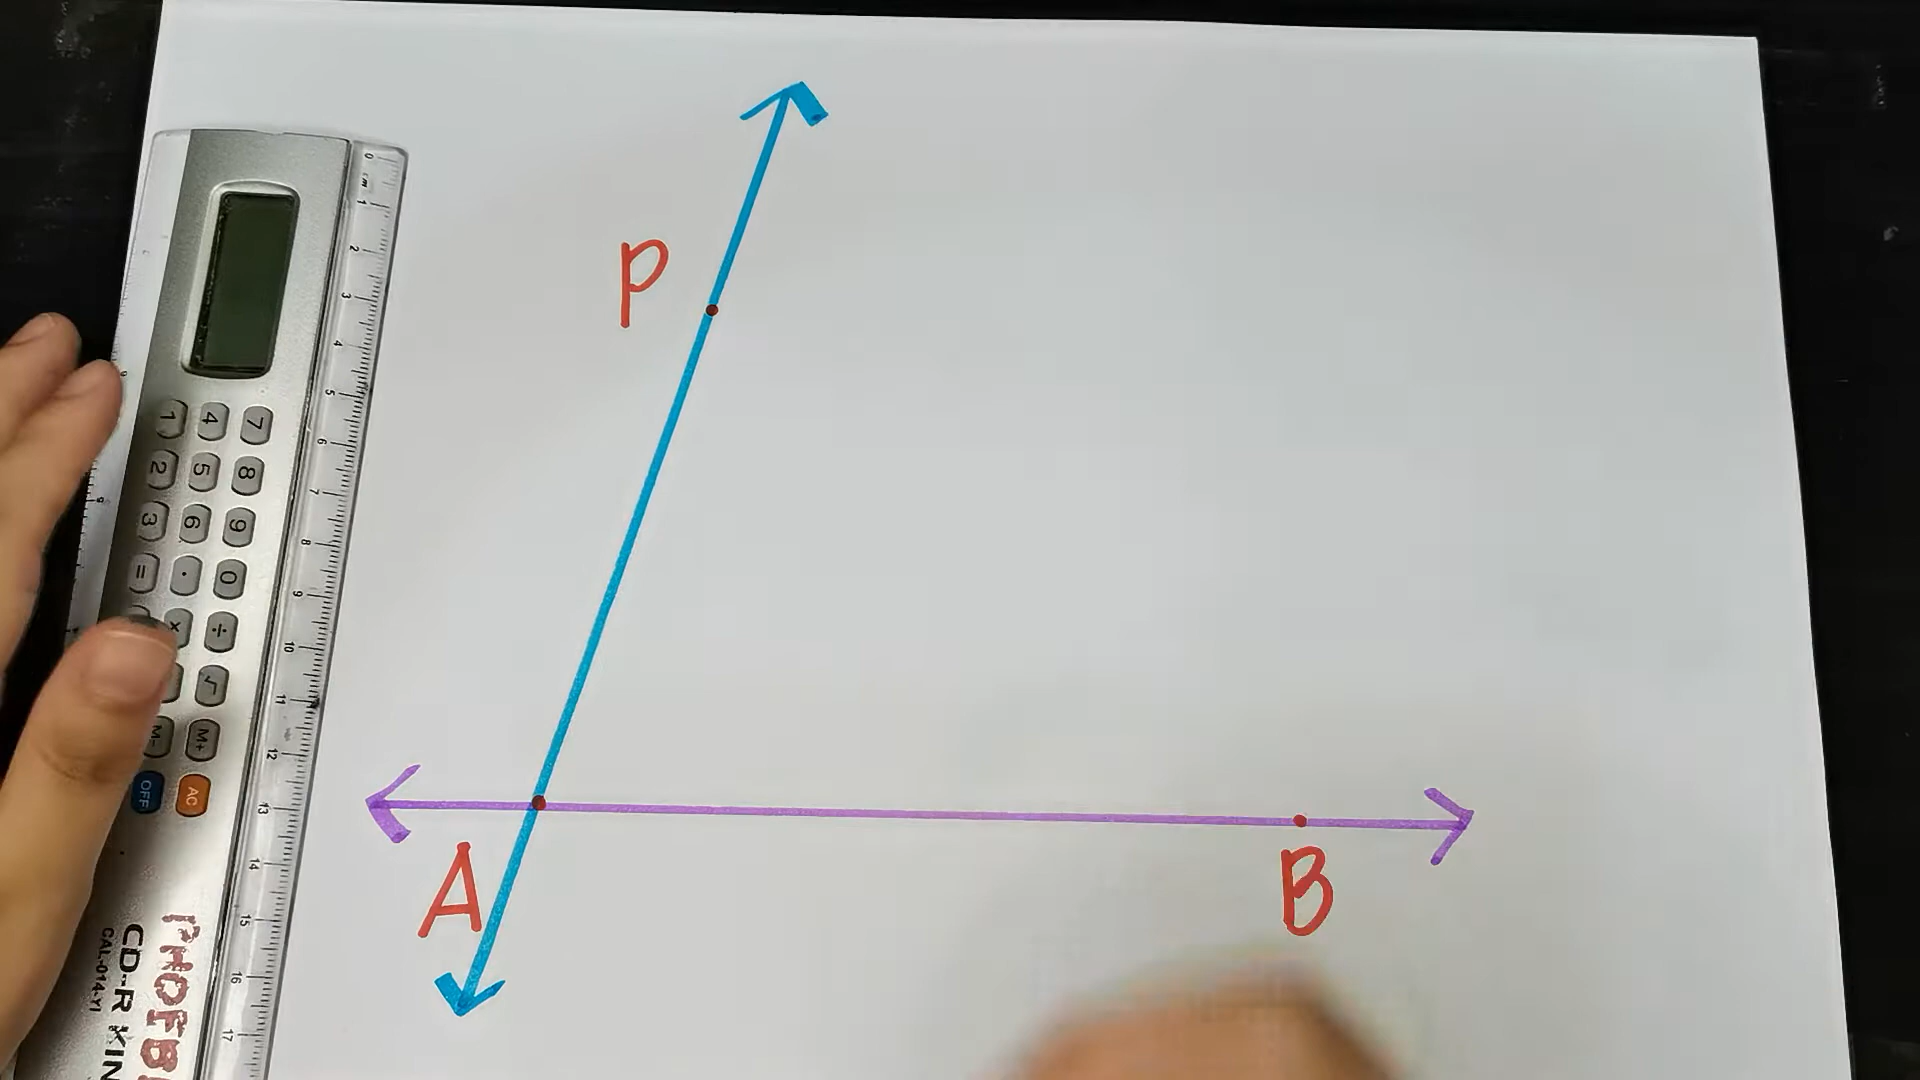 P
A
B
0 cm 1 2 3 4 5 6 7 8 9 10 11 12 13 14 15 16 17
7 8 9 0 ÷ √ M+ AC
4 5 6 · × M- OFF
1 2 3 =
CD-R KIN
CAL-014-Y1